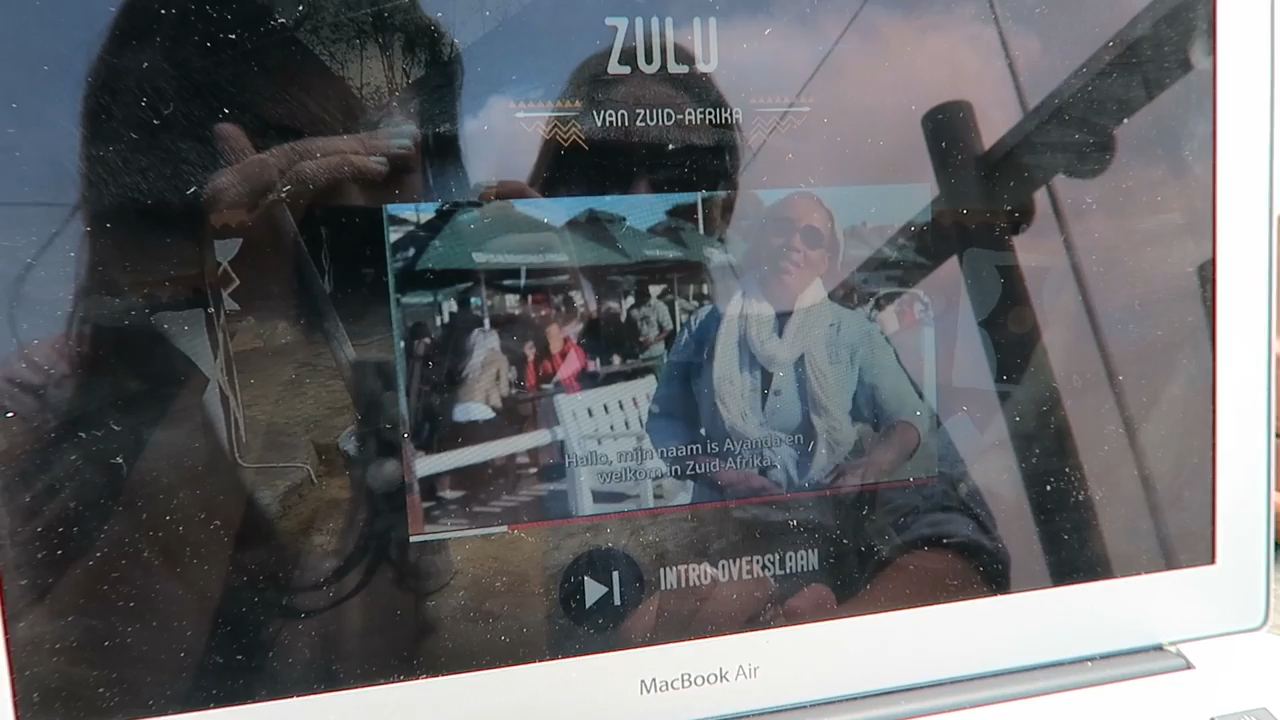 ZULU
VAN ZUID-AFRIKA
Hallo, mijn naam is Ayanda en
welkom in Zuid-Afrika.
INTRO OVERSLAAN
MacBook Air